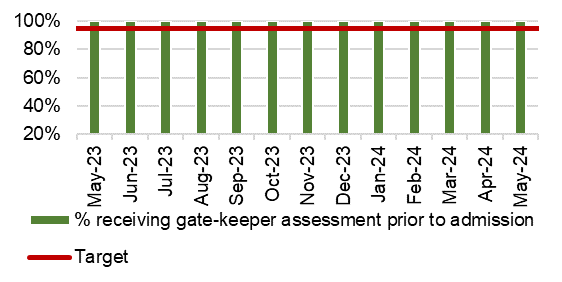 100%
80%
60%
40%
20%
May-23
Jun-23
Jul-23
Aug-23
Sep-23
Oct-23
Nov-23
Dec-23
Jan-24
Feb-24
Mar-24
Apr-24
May-24
% receiving gate-keeper assessment prior to admission
Target